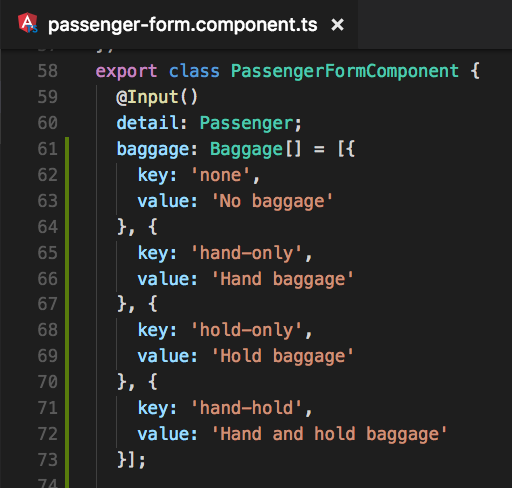 passenger-form.component.ts ×
58 export class PassengerFormComponent {
59 @Input()
60 detail: Passenger;
61 baggage: Baggage[] = [{
62 key: 'none',
63 value: 'No baggage'
64 }, {
65 key: 'hand-only',
66 value: 'Hand baggage'
67 }, {
68 key: 'hold-only',
69 value: 'Hold baggage'
70 }, {
71 key: 'hand-hold',
72 value: 'Hand and hold baggage'
73 }];
74